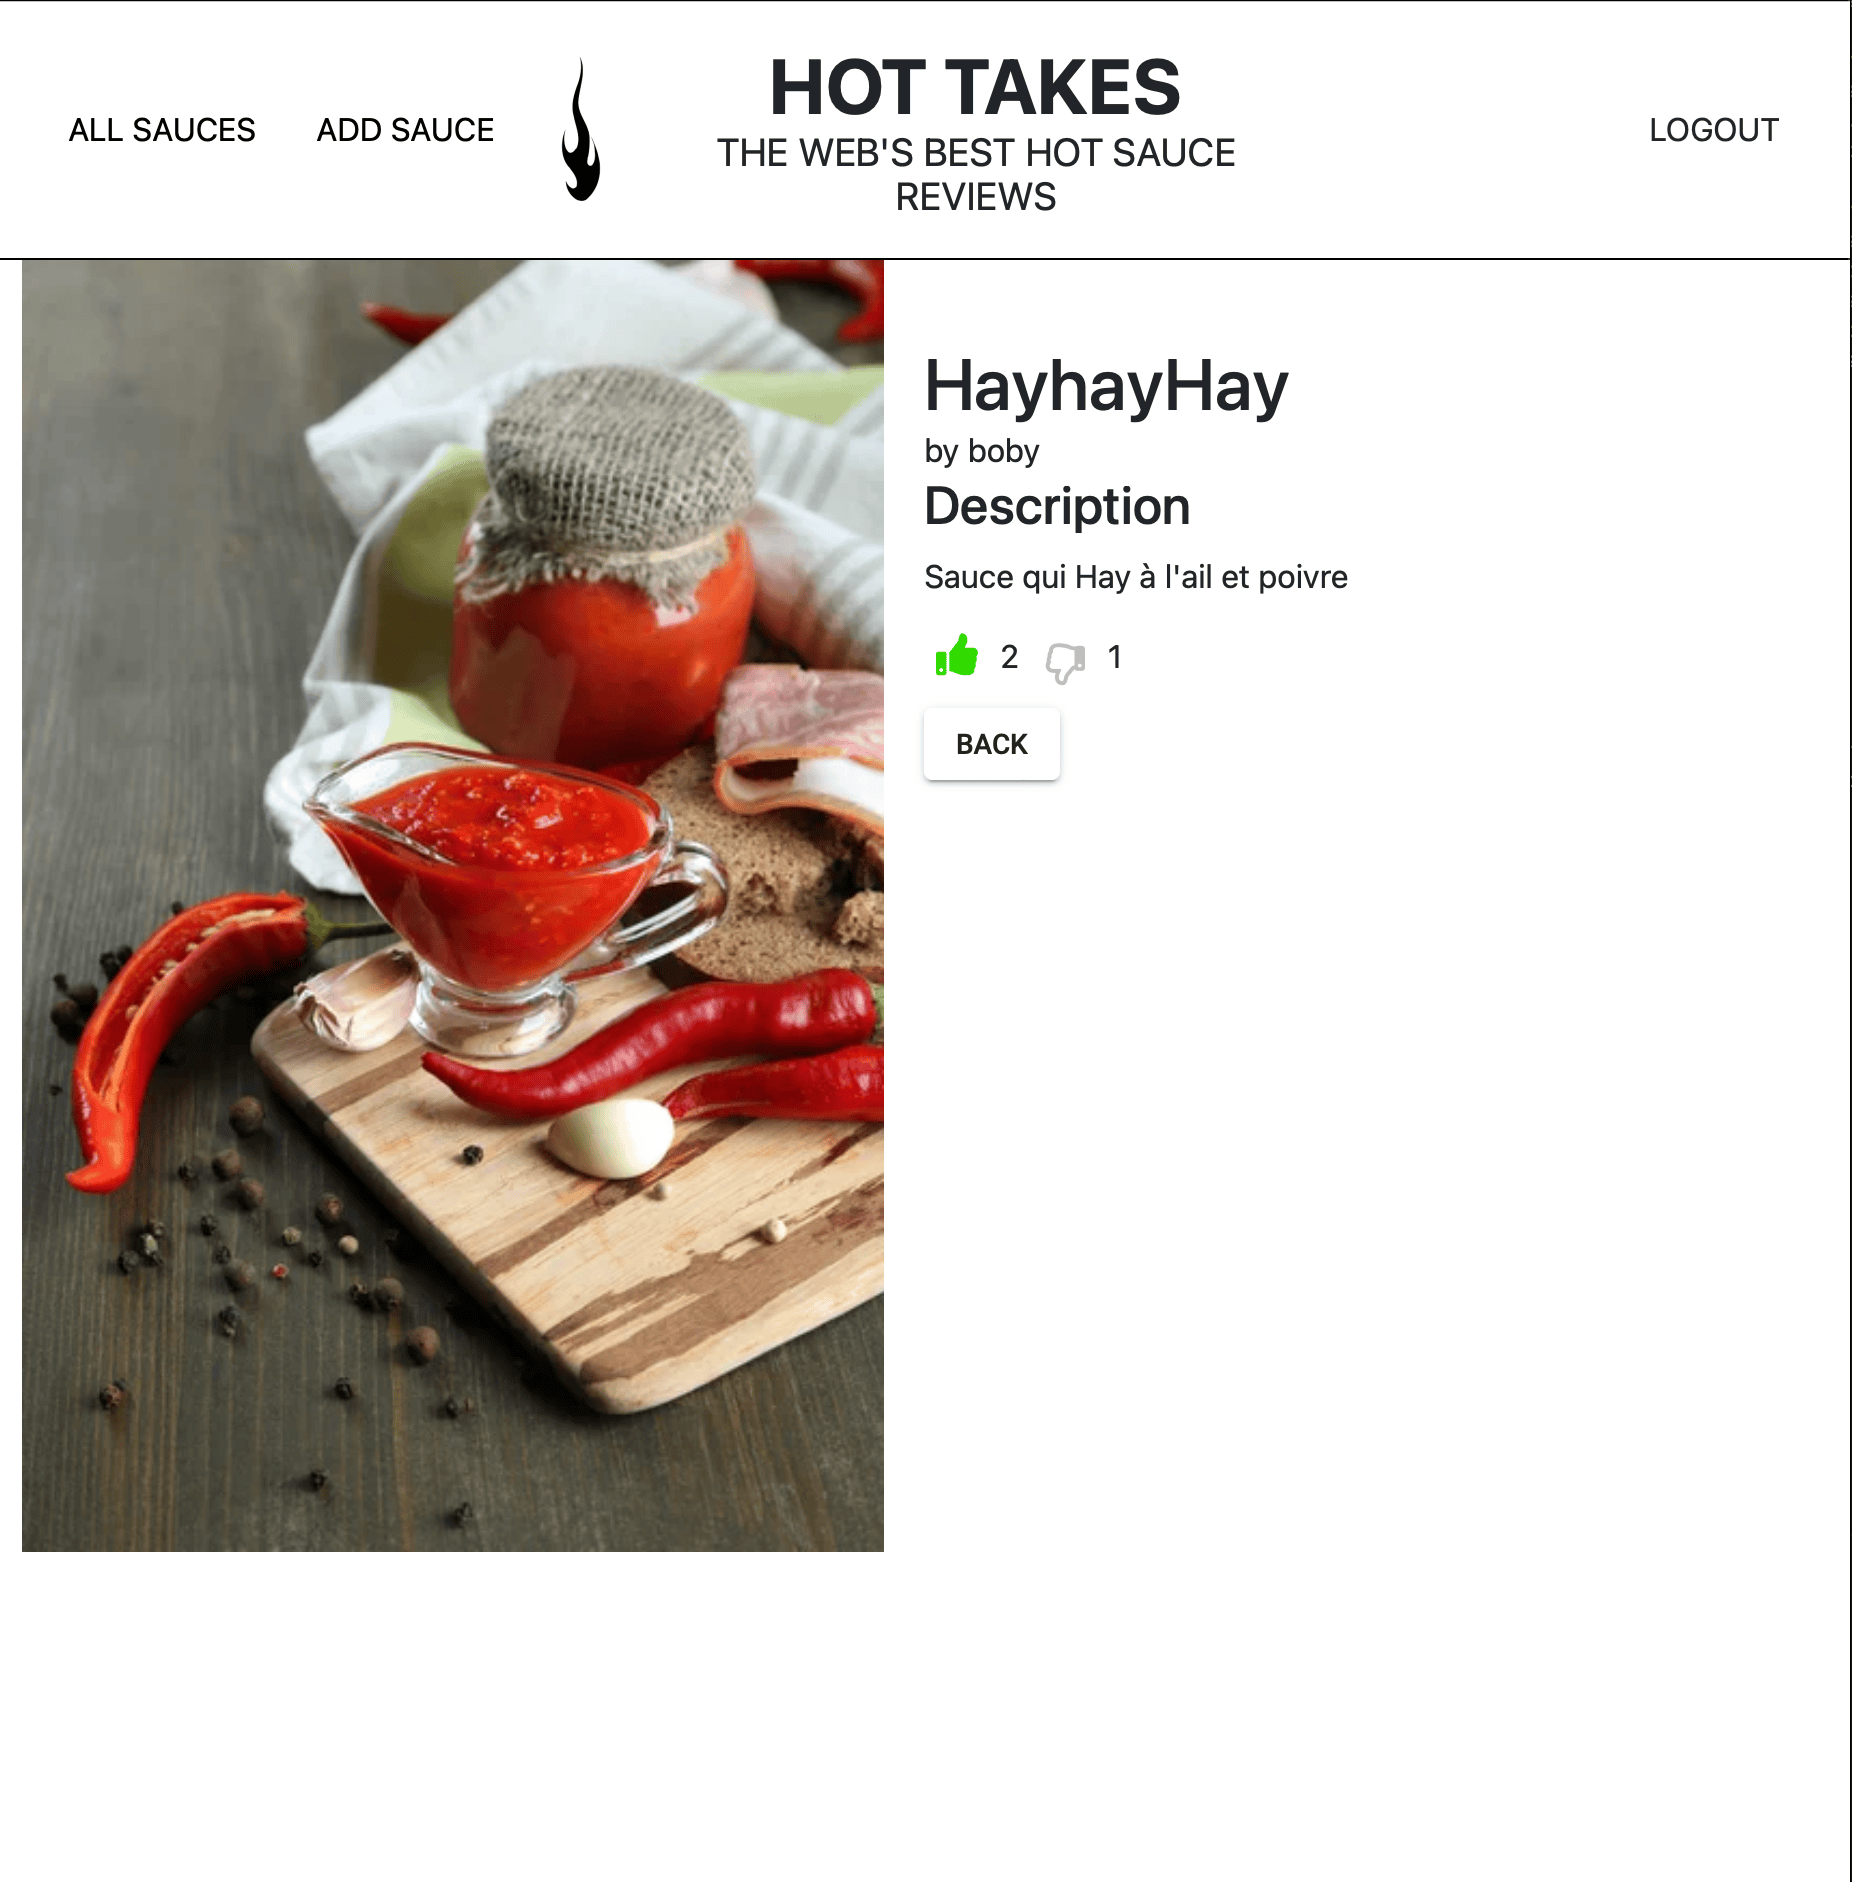 ALL SAUCES
ADD SAUCE
HOT TAKES
THE WEB'S BEST HOT SAUCE
REVIEWS
LOGOUT
HayhayHay
by boby
Description
Sauce qui Hay à l'ail et poivre
2 1
BACK